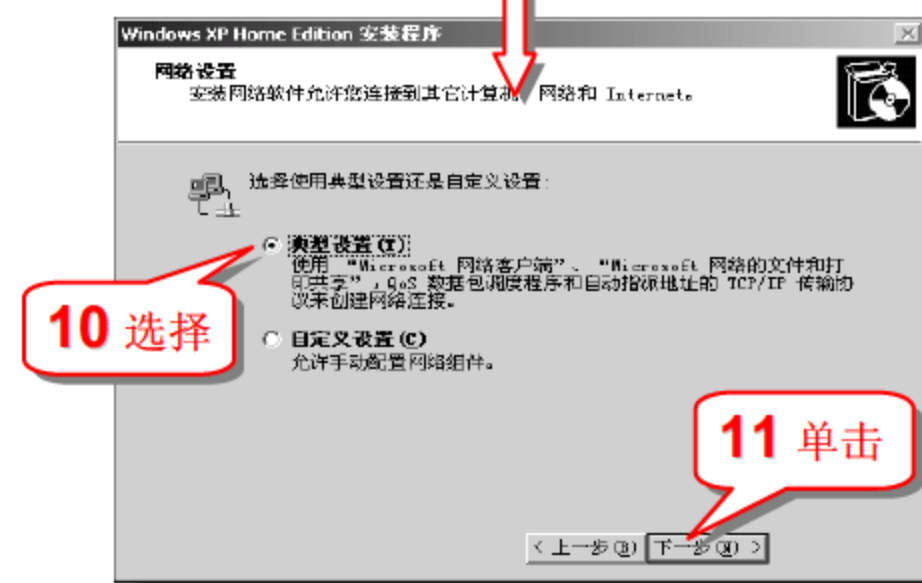 Windows XP Home Edition 安装程序
网络设置
安装网络软件允许您连接到其它计算机、网络和 Internet。
选择使用典型设置还是自定义设置:
典型设置(T)
使用 “Microsoft 网络客户端”、“Microsoft 网络的文件和打
印共享”,QoS 数据包调度程序和自动指派地址的 TCP/IP 传输协
议来创建网络连接。
10 选择
自定义设置(C)
允许手动配置网络组件。
11 单击
< 上一步(B) 下一步(N) >